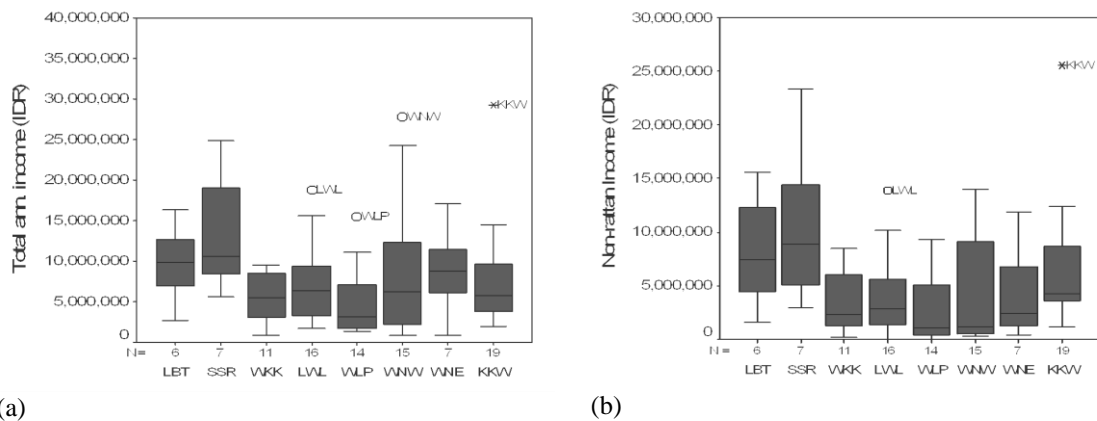 40,000,000
35,000,000
30,000,000
25,000,000
20,000,000
15,000,000
10,000,000
5,000,000
0
Total ann. income (IDR)
OLWL
OWLP
OWNW
*KKW
N= 6 7 11 16 14 15 7 19
LBT SSR WKK LWL WLP WNW WNE KKW
(a)
30,000,000
25,000,000
20,000,000
15,000,000
10,000,000
5,000,000
0
Non-rattan Income (IDR)
*KKW
OLWL
N= 6 7 11 16 14 15 7 19
LBT SSR WKK LWL WLP WNW WNE KKW
(b)